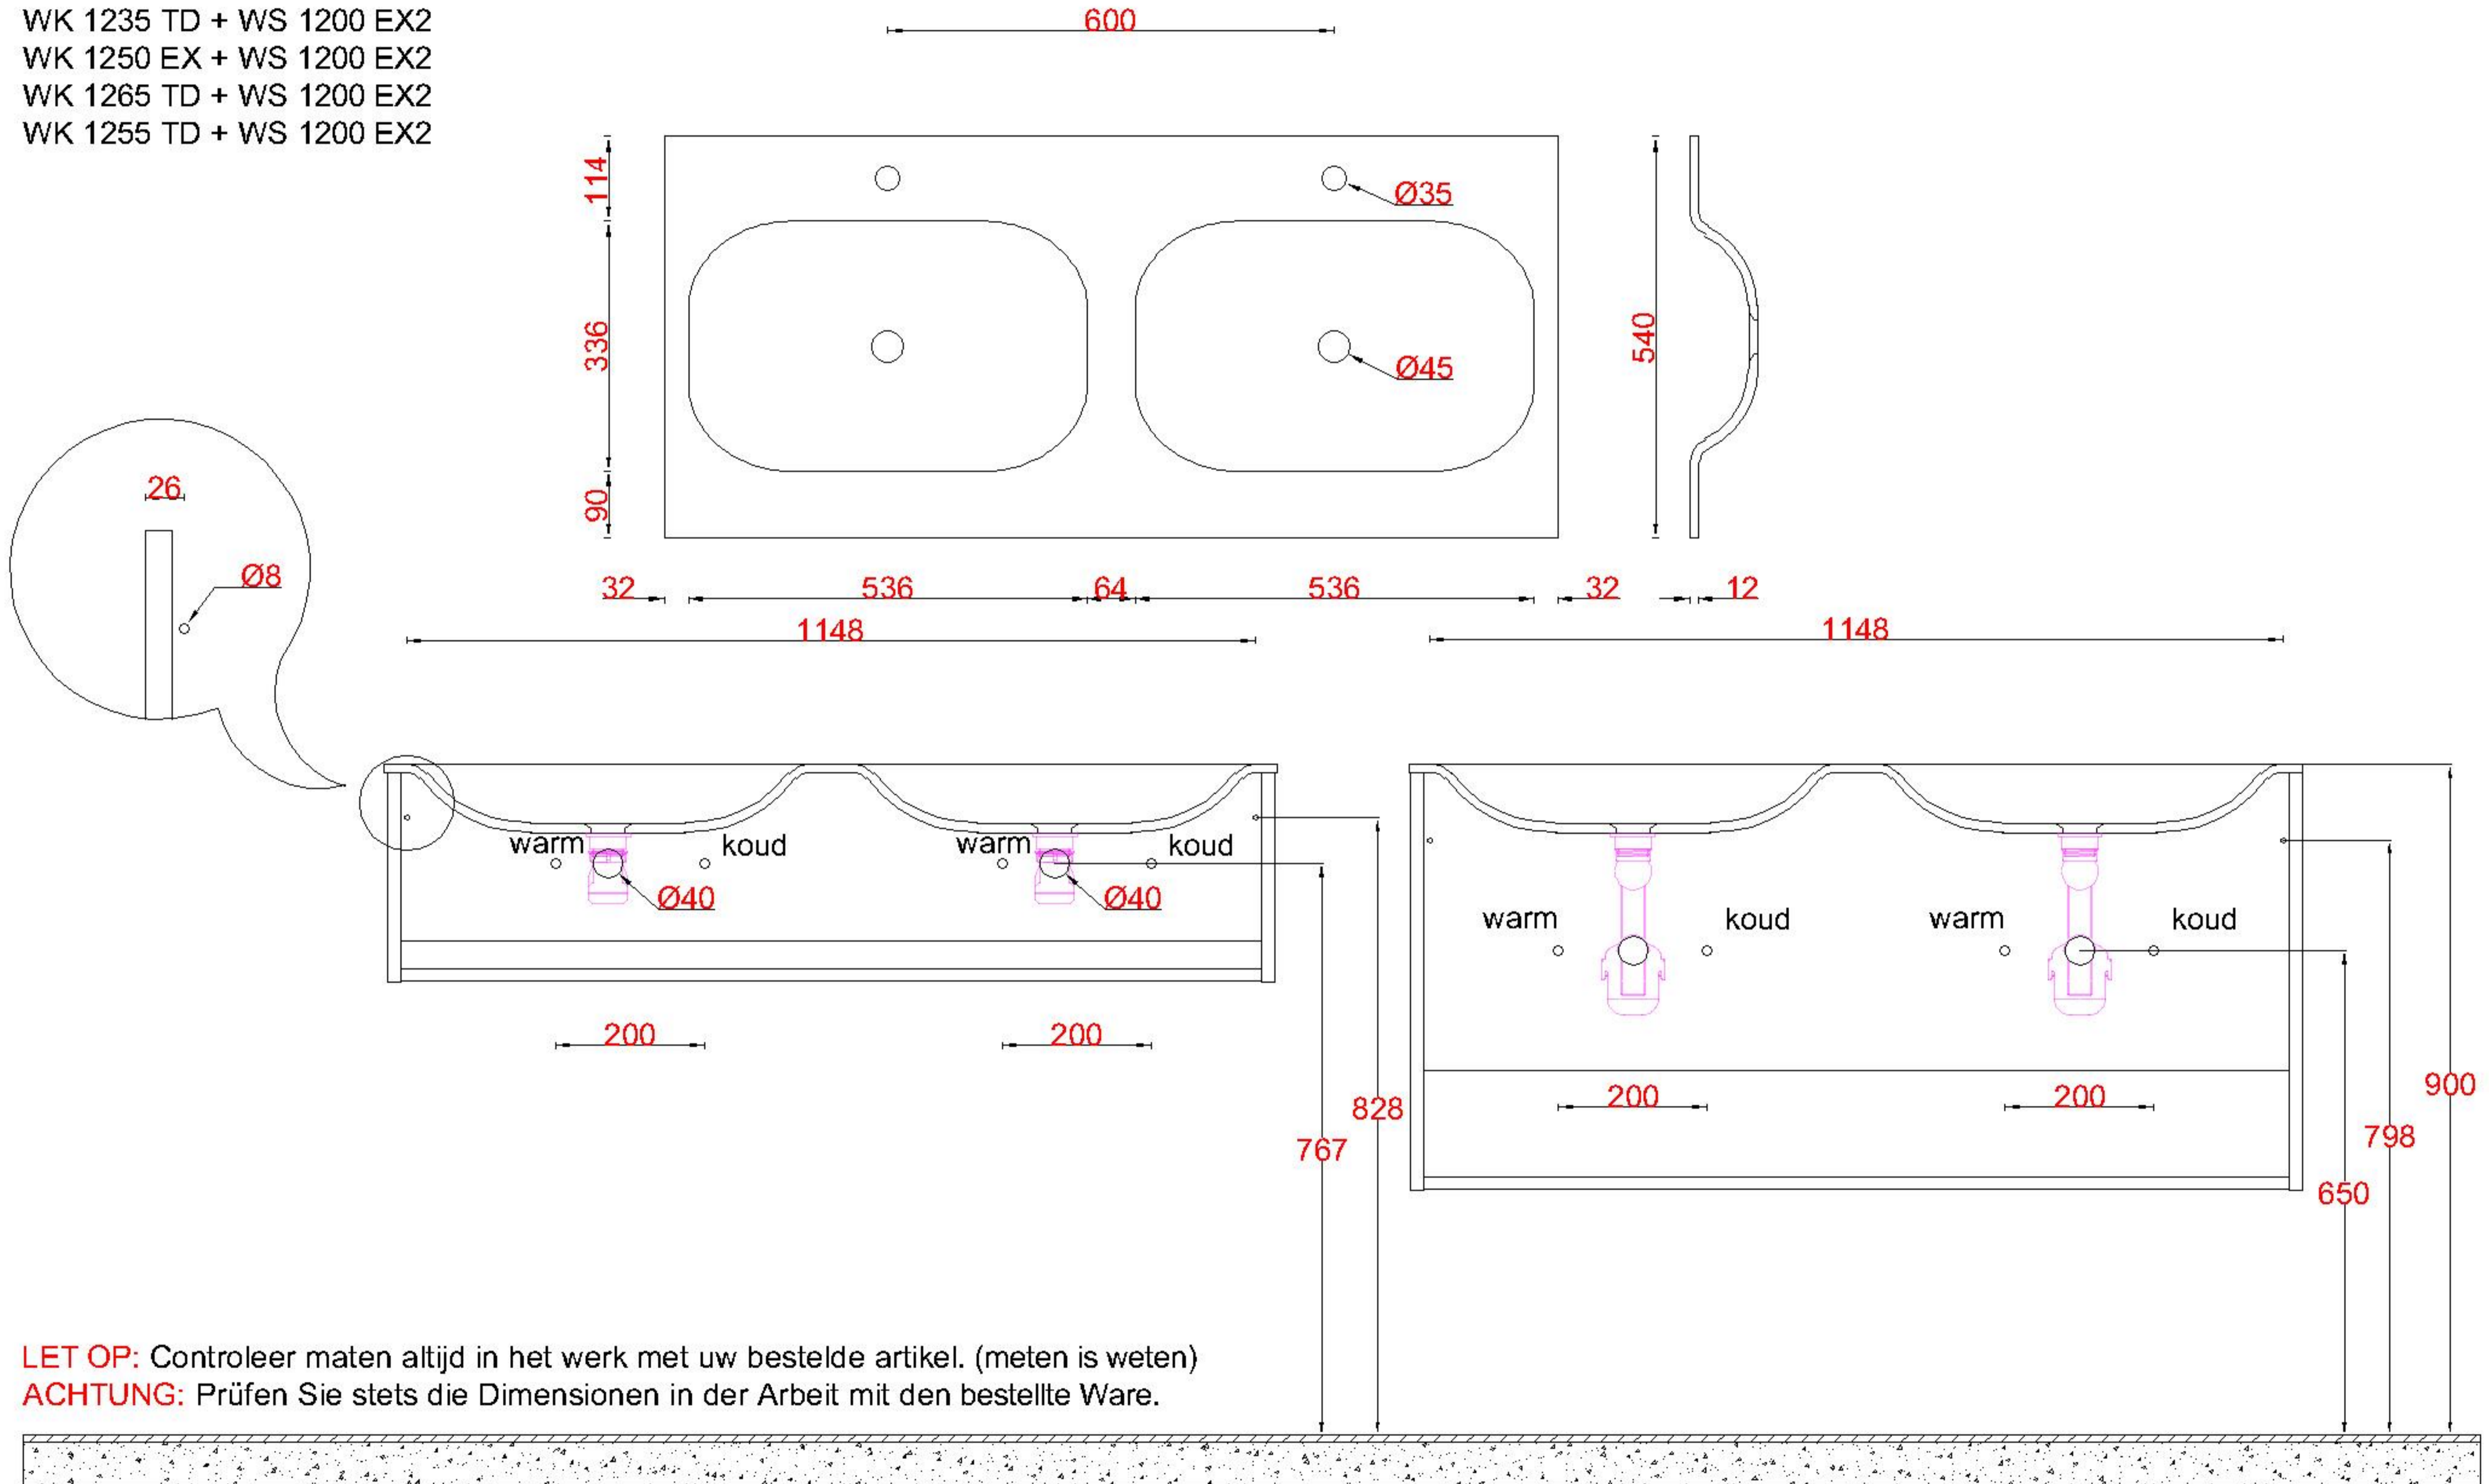 WK 1235 TD + WS 1200 EX2
WK 1250 EX + WS 1200 EX2
WK 1265 TD + WS 1200 EX2
WK 1255 TD + WS 1200 EX2
600
114
Ø35
336
540
Ø45
90
26
Ø8
32
536
64
536
32
12
1148
1148
warm
koud
warm
koud
Ø40
Ø40
warm
koud
warm
koud
200
200
200
200
900
828
798
767
650
LET OP: Controleer maten altijd in het werk met uw bestelde artikel. (meten is weten)
ACHTUNG: Prüfen Sie stets die Dimensionen in der Arbeit mit den bestellte Ware.